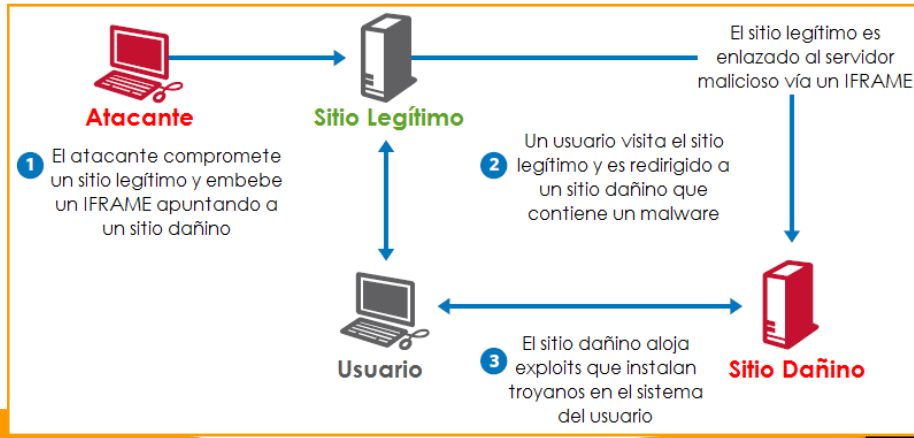 Atacante
Sitio Legítimo
El sitio legítimo es
enlazado al servidor
malicioso vía un IFRAME
1
El atacante compromete
un sitio legítimo y embebe
un IFRAME apuntando a
un sitio dañino
2
Un usuario visita el sitio
legítimo y es redirigido a
un sitio dañino que
contiene un malware
Usuario
3
El sitio dañino aloja
exploits que instalan
troyanos en el sistema
del usuario
Sitio Dañino